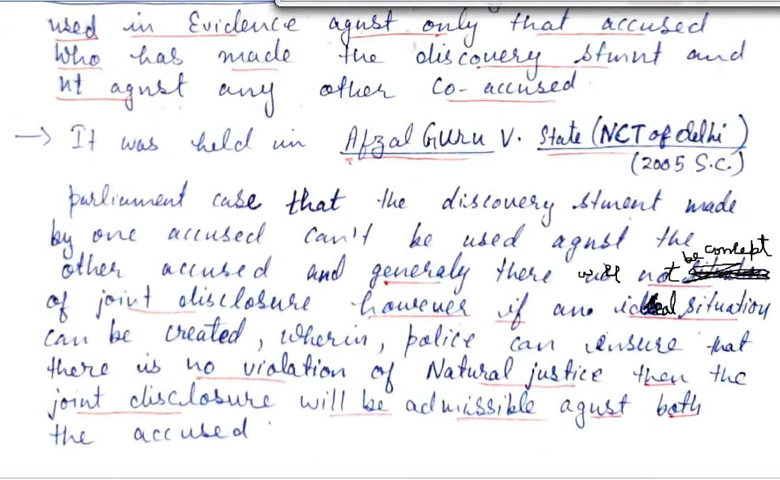 used in Evidence agust only that accused
Who has made the discovery stmnt and
nt agnst any other co-accused.
→ It was held in Afzal Guru V. State (NCT of delhi)
(2005 S.C.)
parliament case that the discovery stment made
by one accused can't be used agnst the
other accused and generaly there will not be concept
of joint disclosure however if an ideal situation
can be created, wherein, police can ensure that
there is no violation of Natural justice then the
joint disclosure will be admissible agust both
the accused.